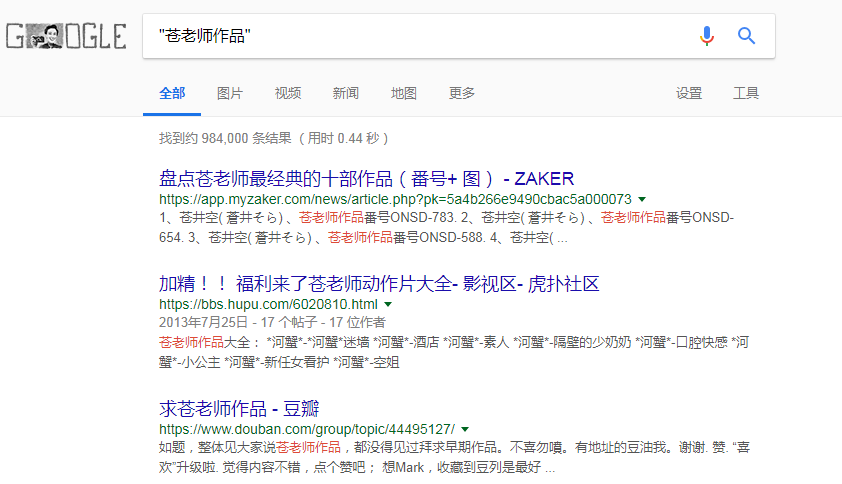 GOOGLE
"苍老师作品"
全部 图片 视频 新闻 地图 更多 设置 工具
找到约 984,000 条结果 （用时 0.44 秒）
盘点苍老师最经典的十部作品（番号+ 图） - ZAKER
https://app.myzaker.com/news/article.php?pk=5a4b266e9490cbac5a000073
1、苍井空( 蒼井そら) 、苍老师作品番号ONSD-783. 2、苍井空( 蒼井そら) 、苍老师作品番号ONSD-
654. 3、苍井空( 蒼井そら) 、苍老师作品番号ONSD-588. 4、苍井空( ...
加精！！ 福利来了苍老师动作片大全- 影视区- 虎扑社区
https://bbs.hupu.com/6020810.html
2013年7月25日 - 17 个帖子 - 17 位作者
苍老师作品大全： *河蟹*-*河蟹*迷墙 *河蟹*-酒店 *河蟹*-素人 *河蟹*-隔壁的少奶奶 *河蟹*-口腔快感 *河
蟹*-小公主 *河蟹*-新任女看护 *河蟹*-空姐
求苍老师作品 - 豆瓣
https://www.douban.com/group/topic/44495127/
如题，整体见大家说苍老师作品，都没得见过拜求早期作品。不喜勿喷。有地址的豆油我。谢谢. 赞. “喜
欢”升级啦. 觉得内容不错，点个赞吧； 想Mark，收藏到豆列是最好 ...